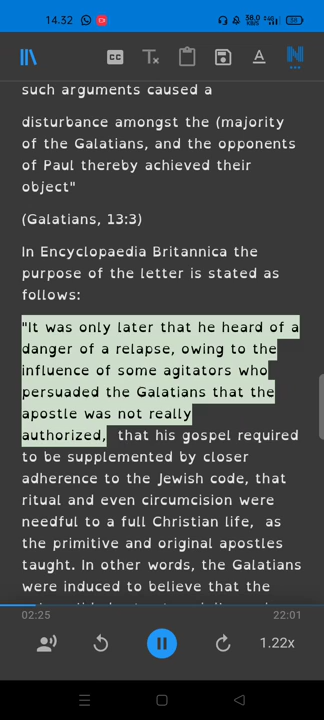 14.32
58.0 KB/S
CC
such arguments caused a
disturbance amongst the (majority
of the Galatians, and the opponents
of Paul thereby achieved their
object"
(Galatians, 13:3)
In Encyclopaedia Britannica the
purpose of the letter is stated as
follows:
"It was only later that he heard of a
danger of a relapse, owing to the
influence of some agitators who
persuaded the Galatians that the
apostle was not really
authorized, that his gospel required
to be supplemented by closer
adherence to the Jewish code, that
ritual and even circumcision were
needful to a full Christian life, as
the primitive and original apostles
taught. In other words, the Galatians
were induced to believe that the
02:25
22:01
1.22x